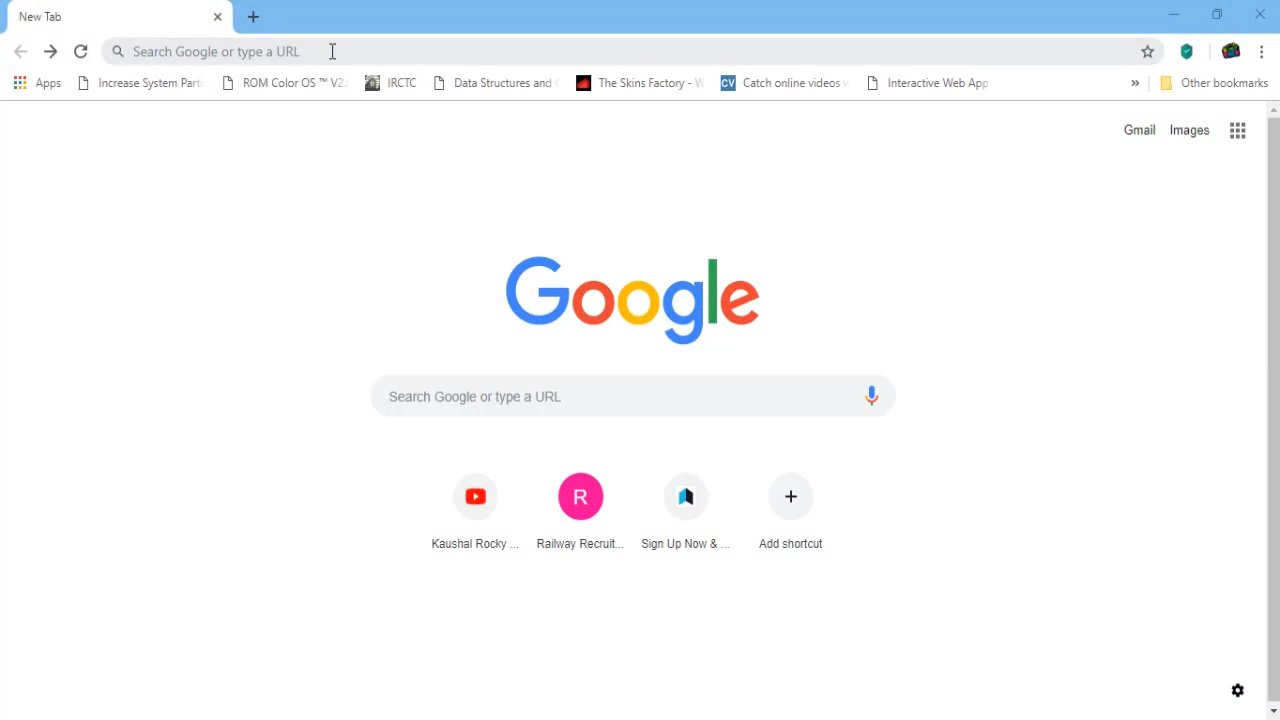 New Tab
Search Google or type a URL
Apps Increase System Parti ROM Color OS ™ V2. IRCTC Data Structures and The Skins Factory - W CV Catch online videos Interactive Web App » Other bookmarks
Gmail Images
Google
Search Google or type a URL
R
Kaushal Rocky ... Railway Recruit... Sign Up Now & ... Add shortcut